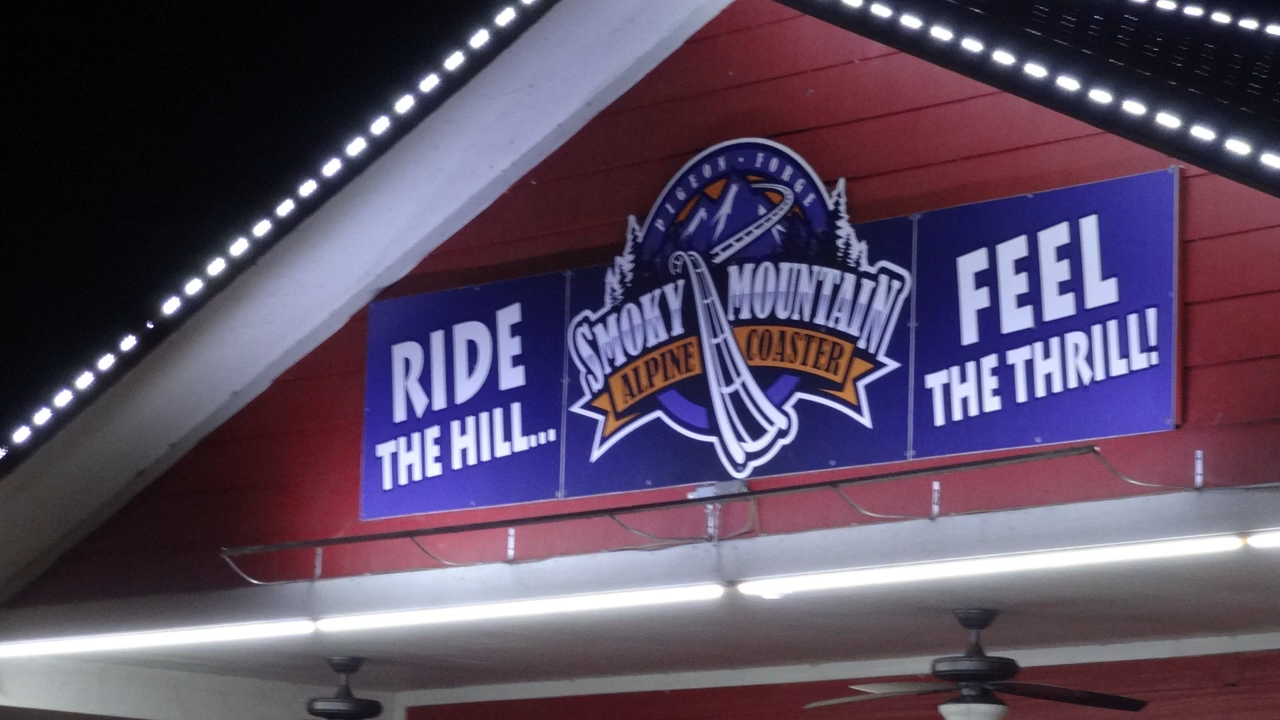 RIDE
THE HILL...
PIGEON • FORGE
SMOKY MOUNTAIN
ALPINE COASTER
FEEL
THE THRILL!